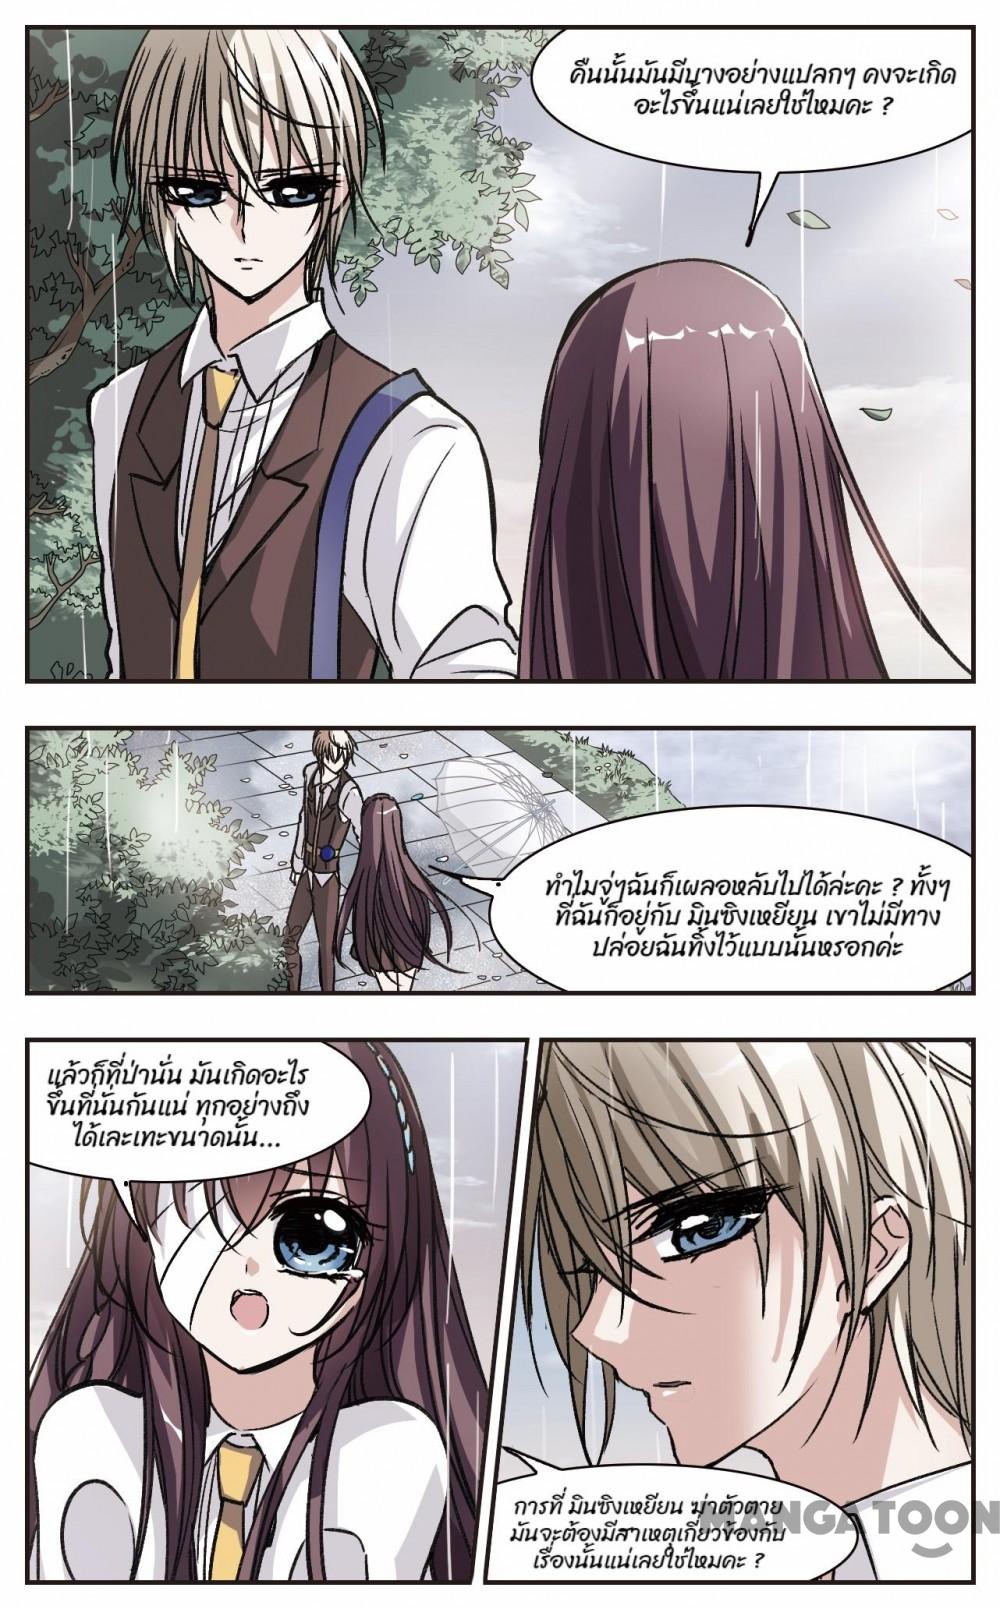 คืนนั้นมันมีบางอย่างแปลกๆ คงจะเกิด
อะไรขึ้นแน่เลยใช่ไหมคะ ?
ทำไมจู่ๆฉันก็เผลอหลับไปได้ล่ะคะ ? ทั้งๆ
ที่ฉันก็อยู่กับ มินซิงเหยียน เขาไม่มีทาง
ปล่อยฉันทิ้งไว้แบบนั้นหรอกค่ะ
แล้วก็ที่ป่านั่น มันเกิดอะไร
ขึ้นที่นั่นกันแน่ ทุกอย่างถึง
ได้เละเทะขนาดนั้น...
การที่ มินซิงเหยียน ฆ่าตัวตาย
มันจะต้องมีสาเหตุเกี่ยวข้องกับ
เรื่องนั้นแน่เลยใช่ไหมคะ ?
MANGATOON